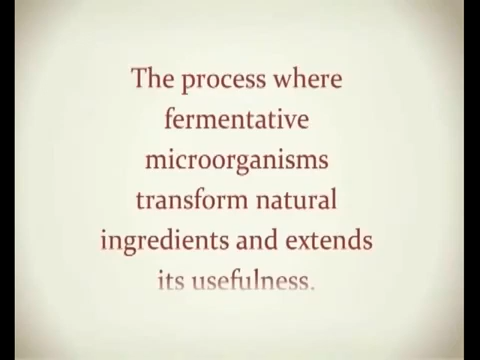 The process where
fermentative
microorganisms
transform natural
ingredients and extends
its usefulness.